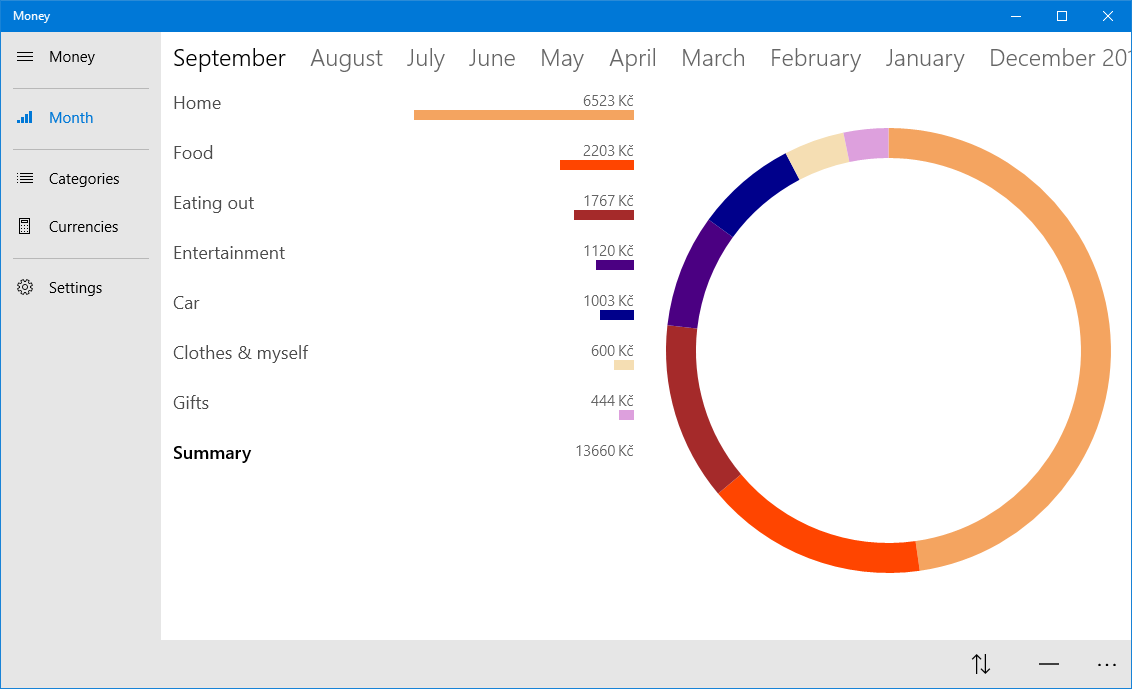 Money
Money
Month
Categories
Currencies
Settings
September August July June May April March February January December 201
Home 6523 Kč
Food 2203 Kč
Eating out 1767 Kč
Entertainment 1120 Kč
Car 1003 Kč
Clothes & myself 600 Kč
Gifts 444 Kč
Summary 13660 Kč